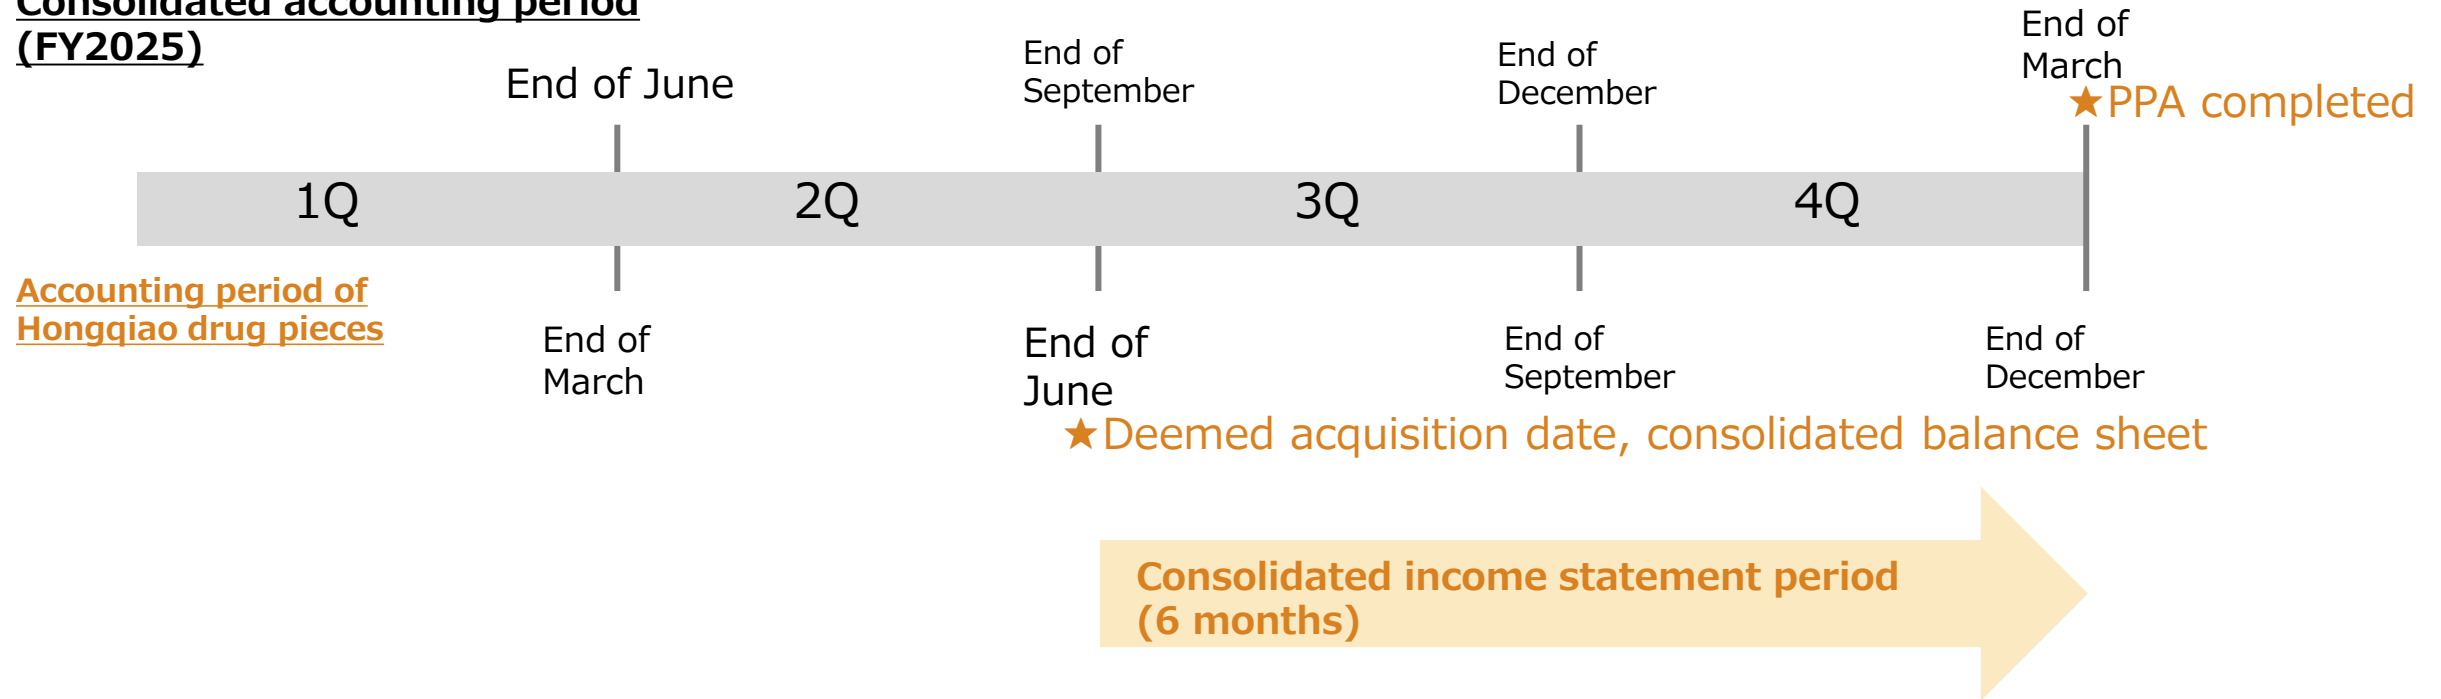 Consolidated accounting period
(FY2025)
End of June
End of
September
End of
December
End of
March
★PPA completed
1Q
2Q
3Q
4Q
Accounting period of
Hongqiao drug pieces
End of
March
End of
June
End of
September
End of
December
★Deemed acquisition date, consolidated balance sheet
Consolidated income statement period
(6 months)